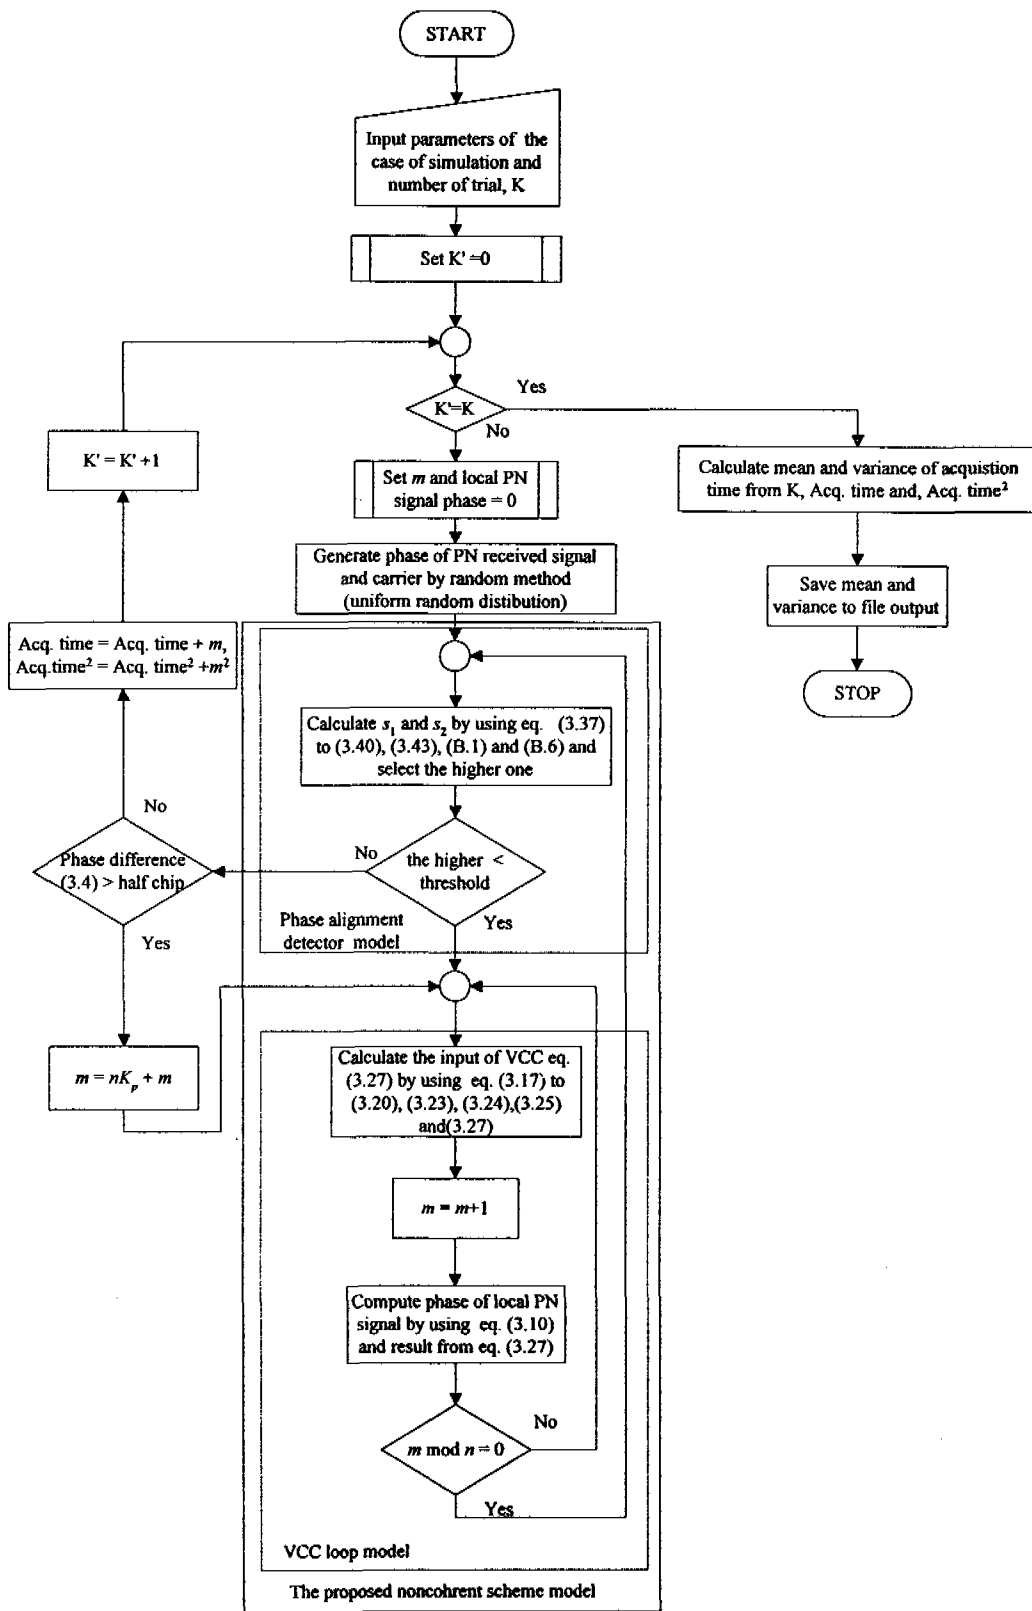 START
Input parameters of the
case of simulation and
number of trial, K
Set K' =0
K'=K
Yes
No
K' = K' +1
Set m and local PN
signal phase = 0
Calculate mean and variance of acquistion
time from K, Acq. time and, Acq. time²
Generate phase of PN received signal
and carrier by random method
(uniform random distibution)
Save mean and
variance to file output
STOP
Acq. time = Acq. time + m,
Acq.time² = Acq. time² +m²
Calculate s₁ and s₂ by using eq. (3.37)
to (3.40), (3.43), (B.1) and (B.6) and
select the higher one
No
Phase difference
(3.4) > half chip
No
the higher <
threshold
Yes
Yes
Phase alignment
detector model
m = nKₚ + m
Calculate the input of VCC eq.
(3.27) by using eq. (3.17) to
(3.20), (3.23), (3.24),(3.25)
and(3.27)
m = m+1
Compute phase of local PN
signal by using eq. (3.10)
and result from eq. (3.27)
No
m mod n = 0
Yes
VCC loop model
The proposed noncohrent scheme model